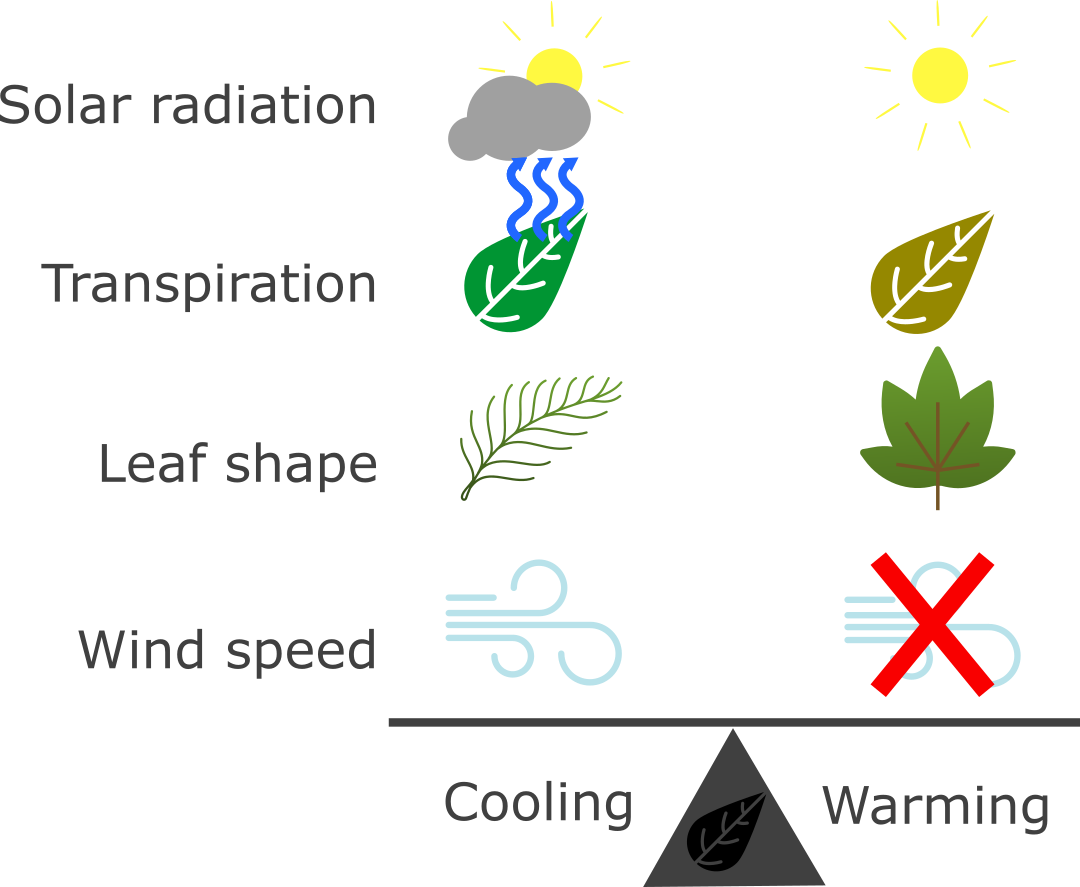 Solar radiation
Transpiration
Leaf shape
Wind speed
Cooling
Warming